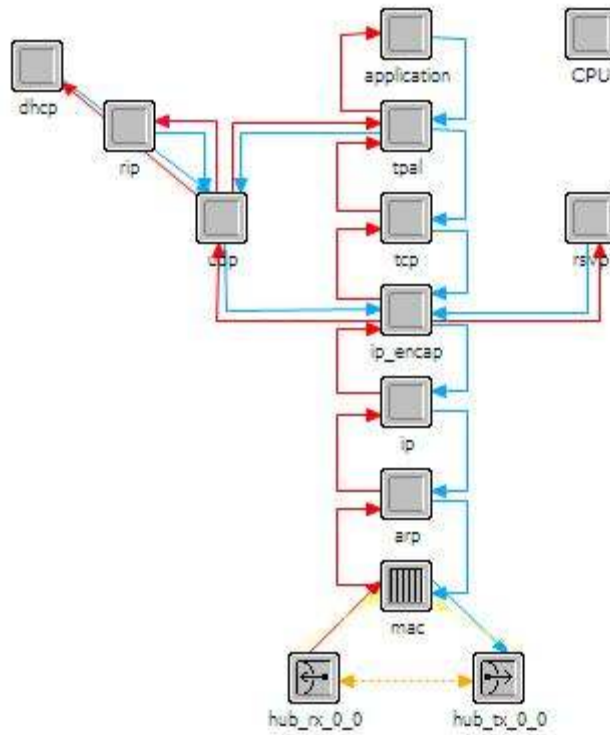 application
CPU
dhcp
rip
tpal
udp
tcp
rsvp
ip_encap
ip
arp
mac
hub_rx_0_0
hub_tx_0_0